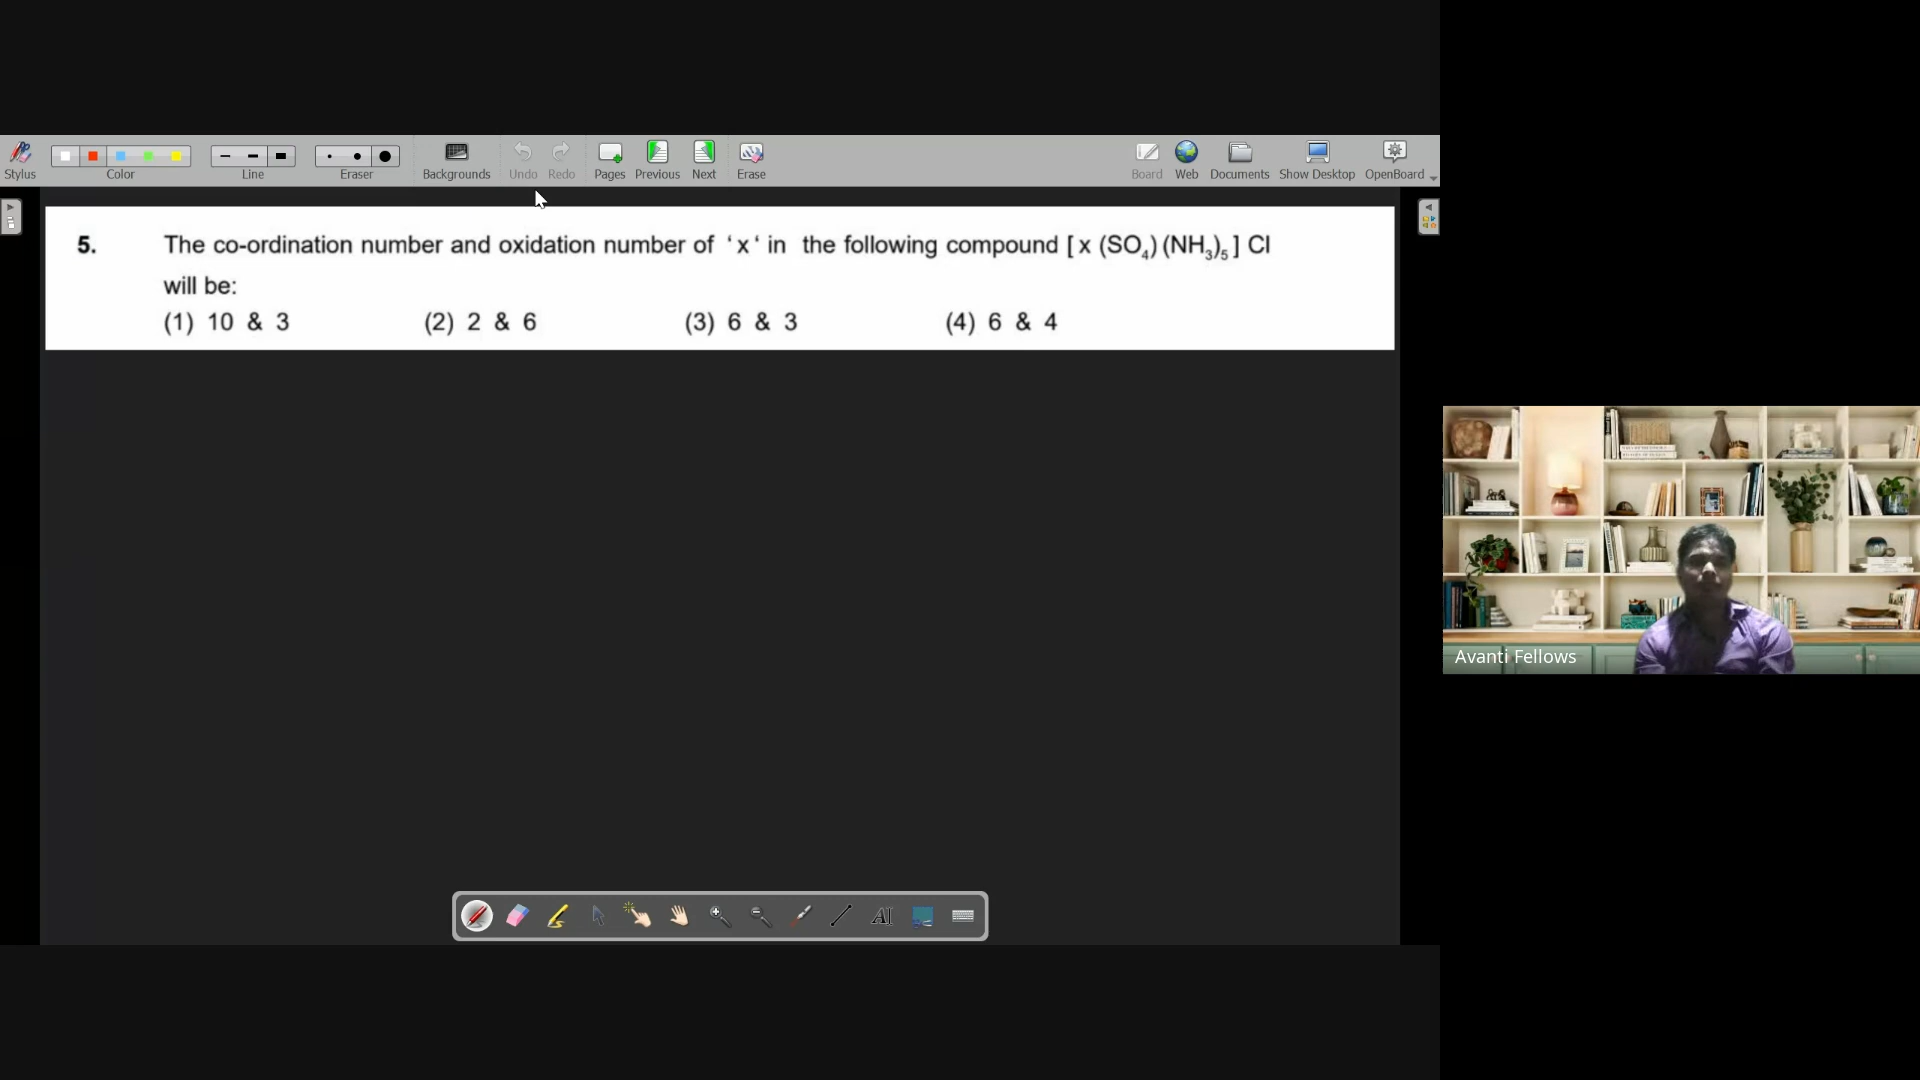 Stylus
Color
Line
Eraser
Backgrounds
Undo
Redo
Pages
Previous
Next
Erase
Board
Web
Documents
Show Desktop
OpenBoard
5. The co-ordination number and oxidation number of ‘x‘ in the following compound [ x (SO₄) (NH₃)₅ ] Cl
will be:
(1) 10 & 3 (2) 2 & 6 (3) 6 & 3 (4) 6 & 4
AI
Avanti Fellows